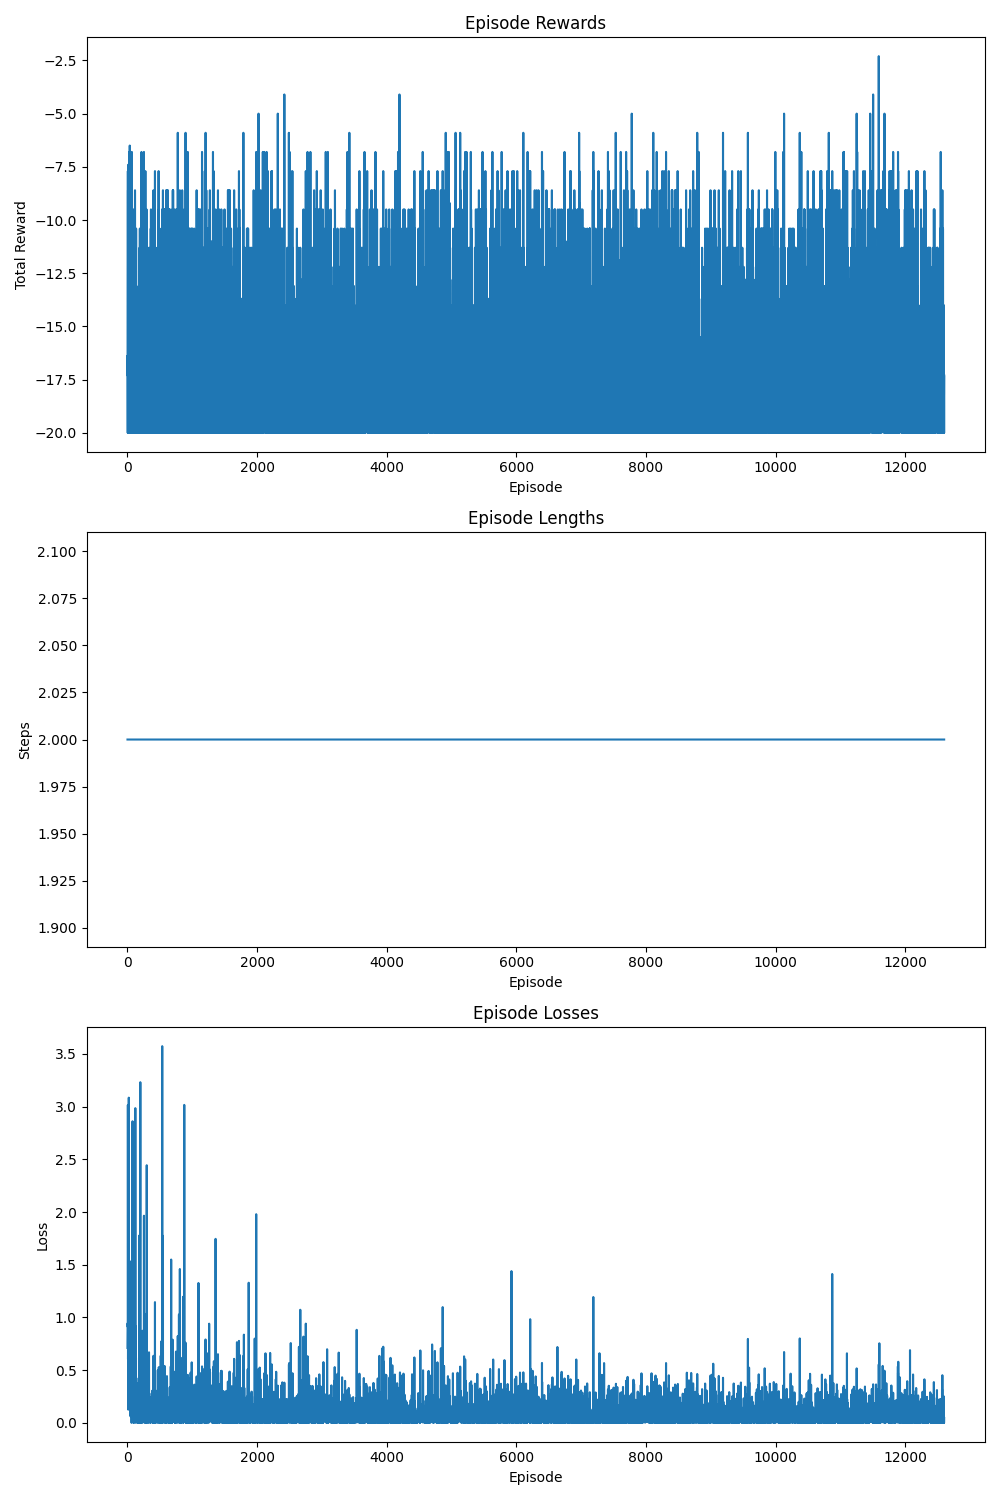 Episode Rewards
Total Reward
−2.5
−5.0
−7.5
−10.0
−12.5
−15.0
−17.5
−20.0
0 2000 4000 6000 8000 10000 12000
Episode
Episode Lengths
Steps
2.100
2.075
2.050
2.025
2.000
1.975
1.950
1.925
1.900
0 2000 4000 6000 8000 10000 12000
Episode
Episode Losses
Loss
3.5
3.0
2.5
2.0
1.5
1.0
0.5
0.0
0 2000 4000 6000 8000 10000 12000
Episode